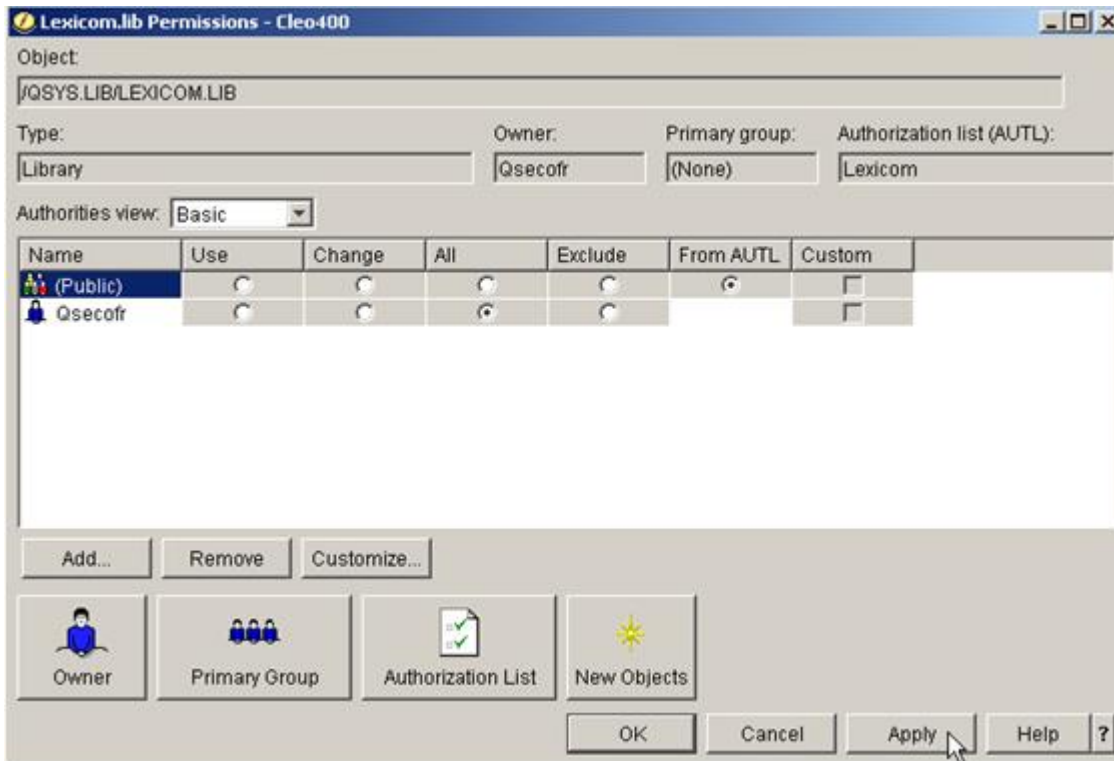 Lexicom.lib Permissions - Cleo400
Object:
/QSYS.LIB/LEXICOM.LIB
Type: Owner: Primary group: Authorization list (AUTL):
Library Qsecofr (None) Lexicom
Authorities view: Basic
Name Use Change All Exclude From AUTL Custom
(Public)
Qsecofr
Add... Remove Customize...
Owner Primary Group Authorization List New Objects
OK Cancel Apply Help ?